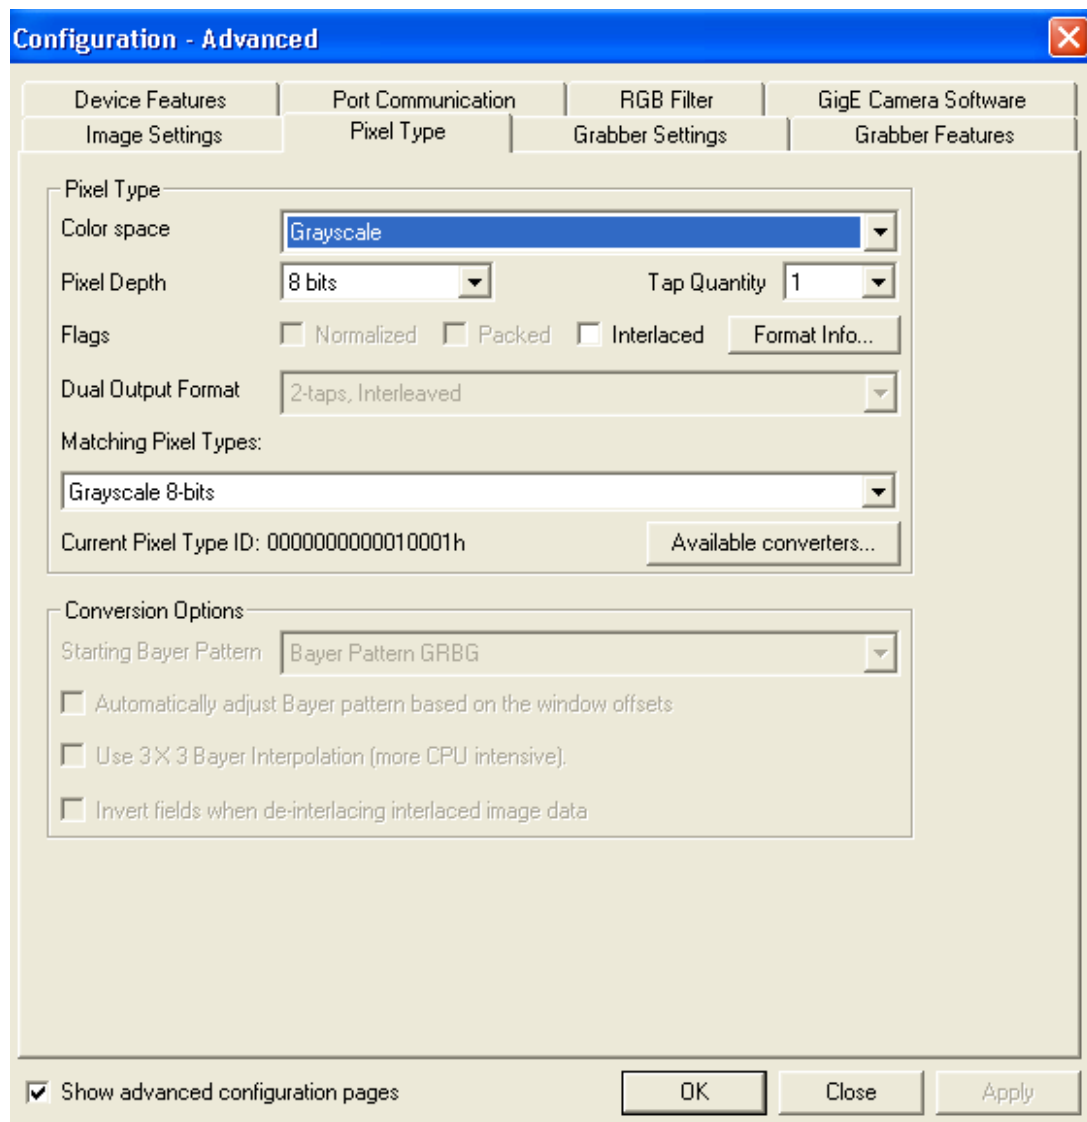 Configuration - Advanced
Device Features Port Communication RGB Filter GigE Camera Software
Image Settings Pixel Type Grabber Settings Grabber Features
Pixel Type
Color space Grayscale
Pixel Depth 8 bits Tap Quantity 1
Flags Normalized Packed Interlaced Format Info...
Dual Output Format 2-taps, Interleaved
Matching Pixel Types:
Grayscale 8-bits
Current Pixel Type ID: 0000000000010001h Available converters...
Conversion Options
Starting Bayer Pattern Bayer Pattern GRBG
Automatically adjust Bayer pattern based on the window offsets
Use 3 X 3 Bayer Interpolation (more CPU intensive).
Invert fields when de-interlacing interlaced image data
Show advanced configuration pages OK Close Apply